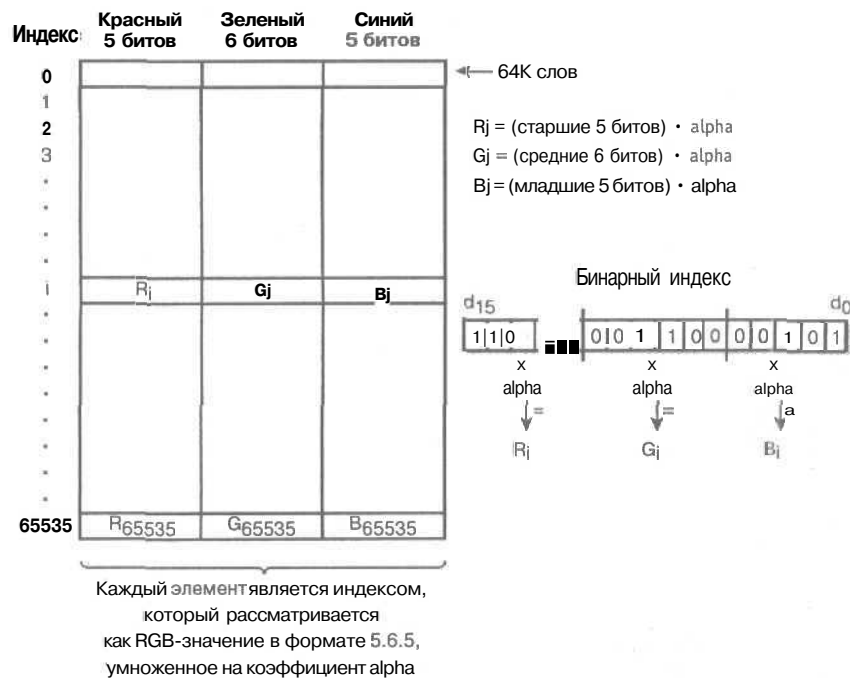 Индекс
Красный
5 битов
Зеленый
6 битов
Синий
5 битов
0
1
2
3
i
65535
Ri
Gj
Bj
R65535
G65535
B65535
64К слов
Rj = (старшие 5 битов) • alpha
Gj = (средние 6 битов) • alpha
Bj = (младшие 5 битов) • alpha
Бинарный индекс
d15
d0
1|1|0
0|0 1 1 0 0 0 0 1 0 1
x
x
x
alpha
alpha
alpha
=
=
a
Ri
Gj
Bi
Каждый элемент является индексом,
который рассматривается
как RGB-значение в формате 5.6.5,
умноженное на коэффициент alpha